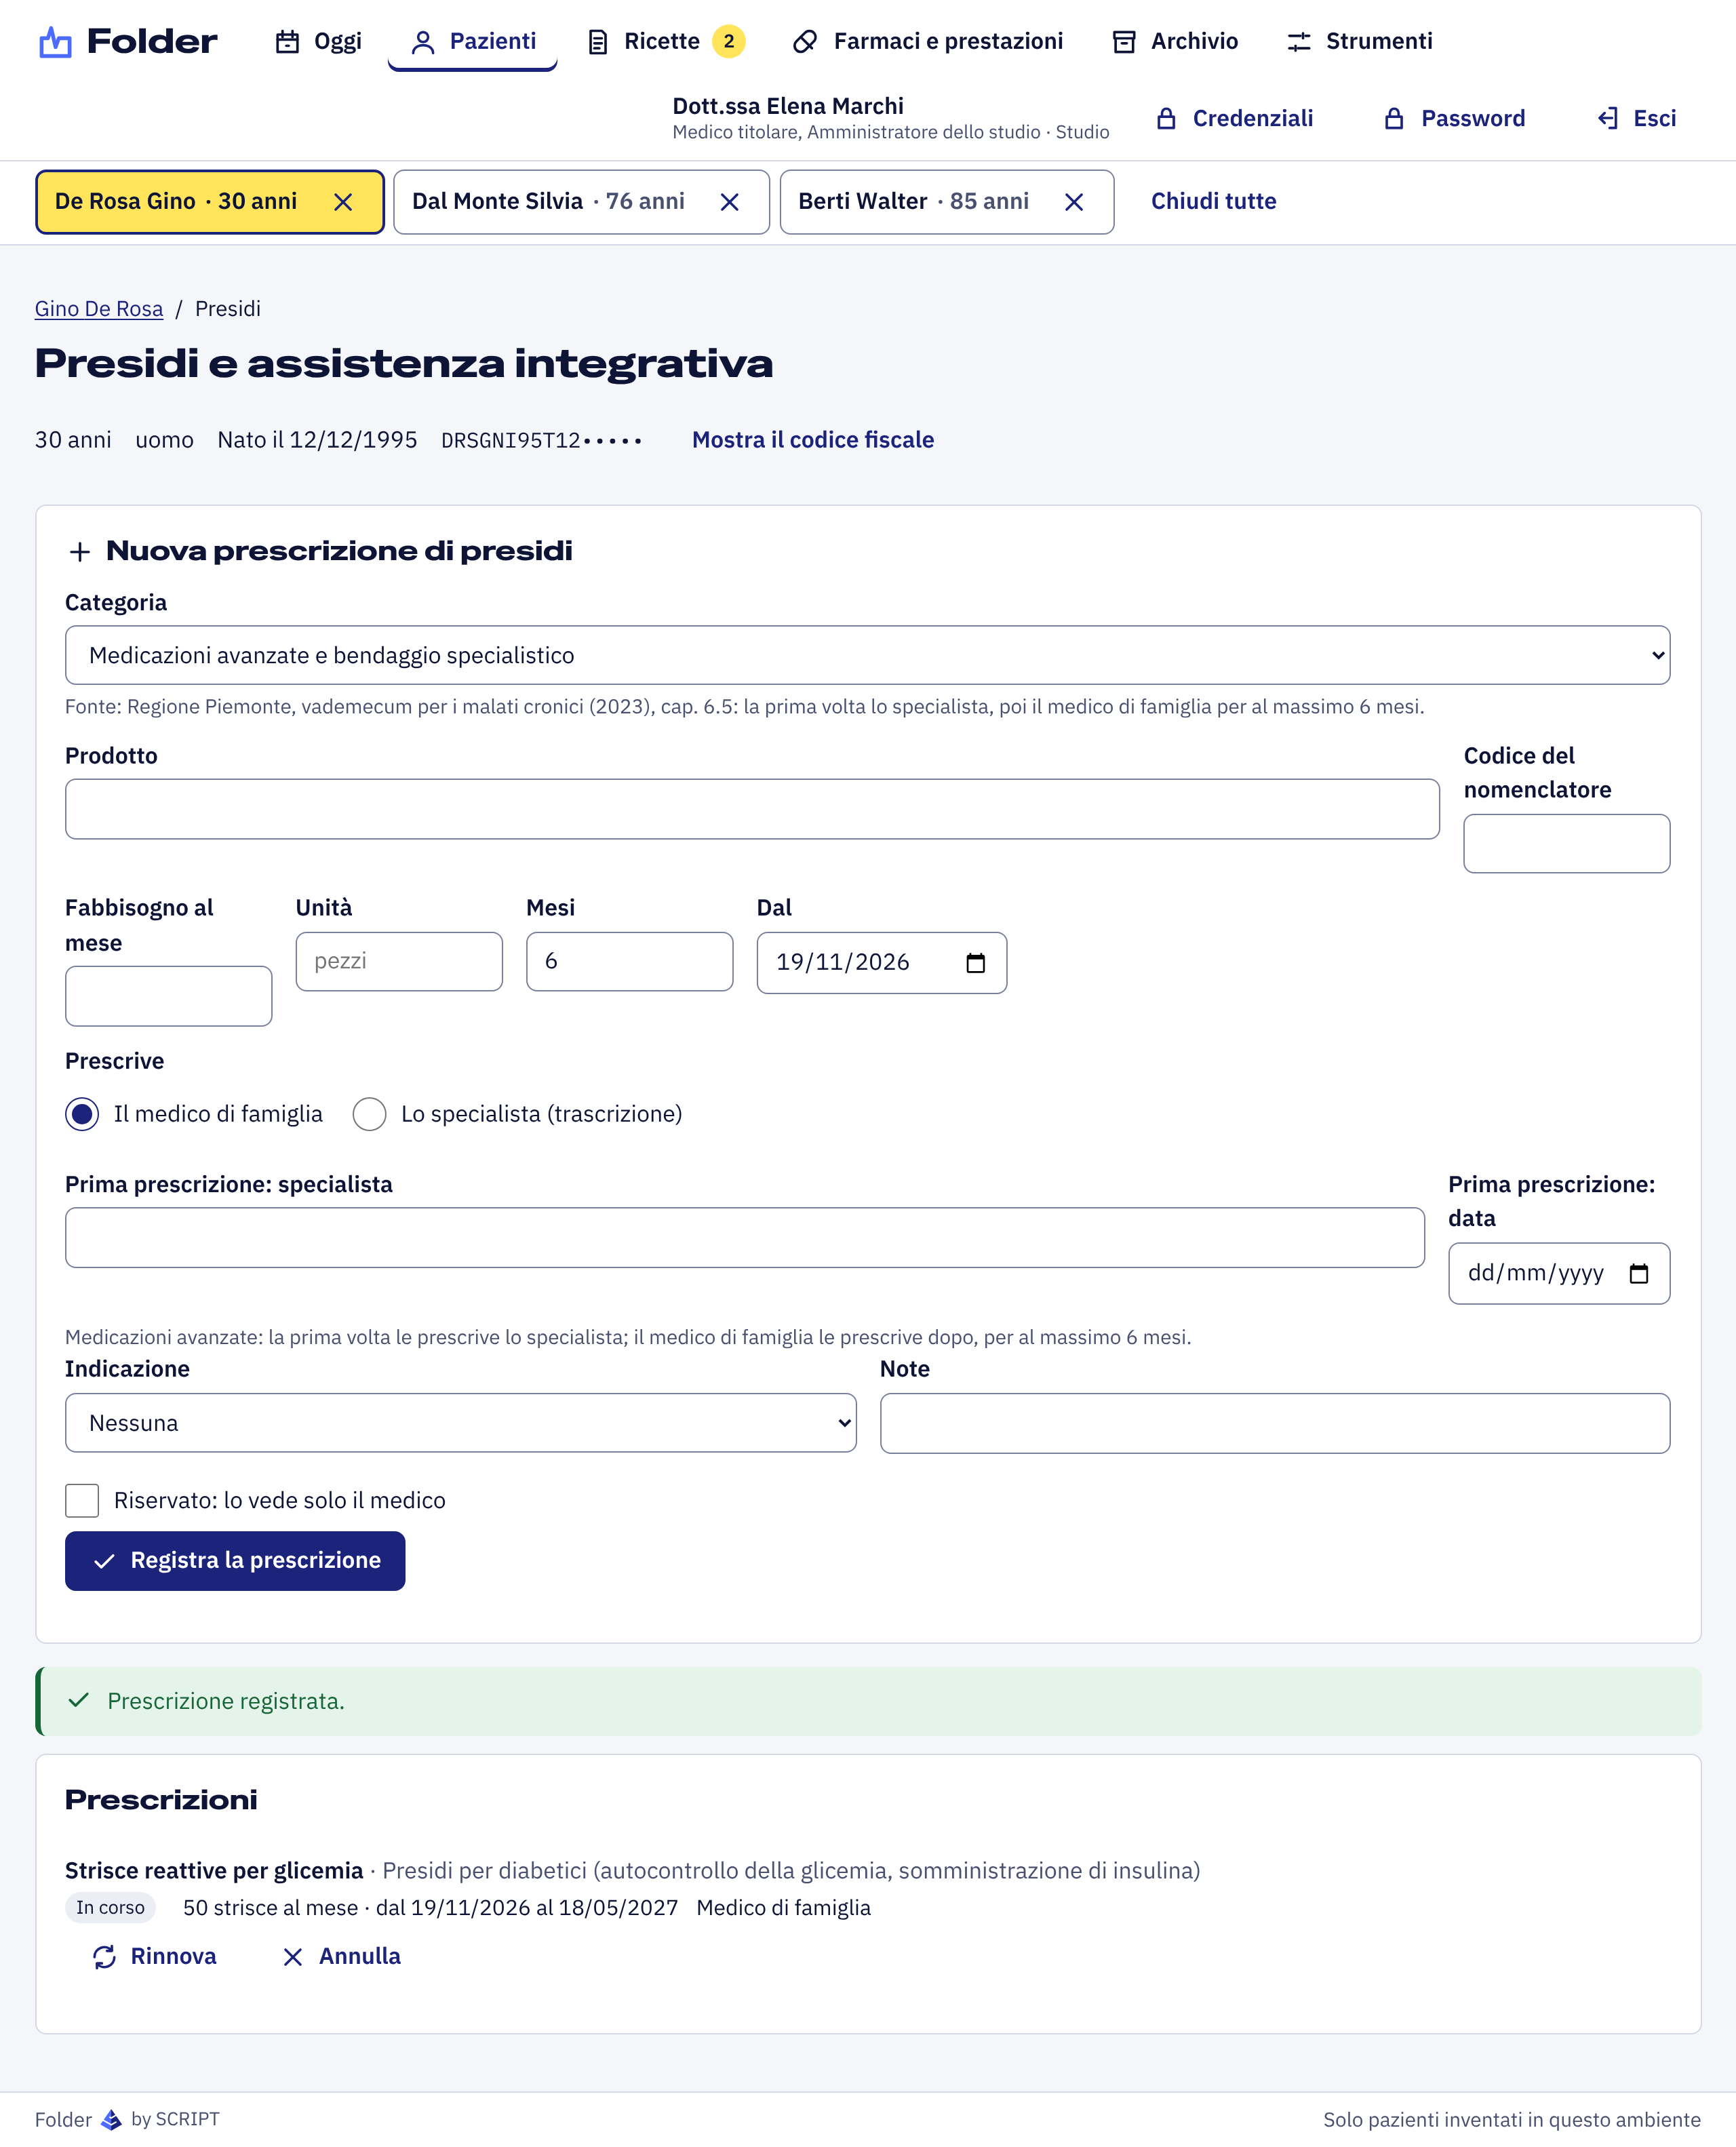 Folder
Oggi
Pazienti
Ricette 2
Farmaci e prestazioni
Archivio
Strumenti
Dott.ssa Elena Marchi
Medico titolare, Amministratore dello studio · Studio
Credenziali
Password
Esci
De Rosa Gino · 30 anni
Dal Monte Silvia · 76 anni
Berti Walter · 85 anni
Chiudi tutte
Gino De Rosa / Presidi
Presidi e assistenza integrativa
30 anni uomo Nato il 12/12/1995 DRSGNI95T12••••• Mostra il codice fiscale
Nuova prescrizione di presidi
Categoria
Medicazioni avanzate e bendaggio specialistico
Fonte: Regione Piemonte, vademecum per i malati cronici (2023), cap. 6.5: la prima volta lo specialista, poi il medico di famiglia per al massimo 6 mesi.
Prodotto
Codice del
nomenclatore
Fabbisogno al
mese
Unità
pezzi
Mesi
6
Dal
19/11/2026
Prescrive
Il medico di famiglia
Lo specialista (trascrizione)
Prima prescrizione: specialista
Prima prescrizione:
data
dd/mm/yyyy
Medicazioni avanzate: la prima volta le prescrive lo specialista; il medico di famiglia le prescrive dopo, per al massimo 6 mesi.
Indicazione
Nessuna
Note
Riservato: lo vede solo il medico
Registra la prescrizione
Prescrizione registrata.
Prescrizioni
Strisce reattive per glicemia · Presidi per diabetici (autocontrollo della glicemia, somministrazione di insulina)
In corso 50 strisce al mese · dal 19/11/2026 al 18/05/2027 Medico di famiglia
Rinnova
Annulla
Folder by SCRIPT
Solo pazienti inventati in questo ambiente